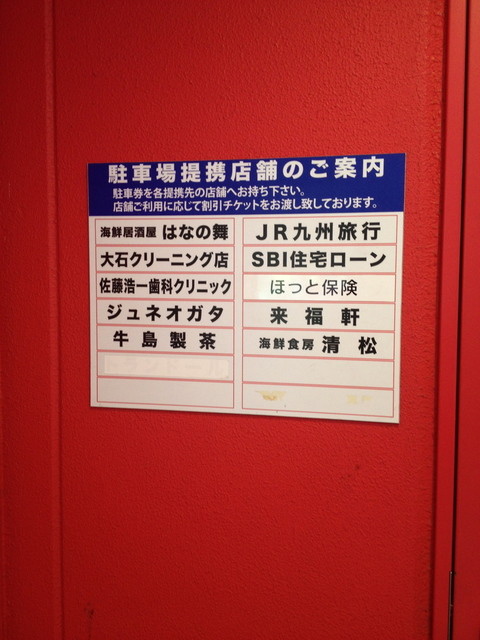 駐車場提携店舗のご案内
駐車券を各提携先の店舗へお持ち下さい。
店舗ご利用に応じて割引チケットをお渡し致しております。
海鮮居酒屋 はなの舞
大石クリーニング店
佐藤浩一歯科クリニック
ジュネオガタ
牛島製茶
JR九州旅行
SBI住宅ローン
ほっと保険
来福軒
海鮮食房 清松